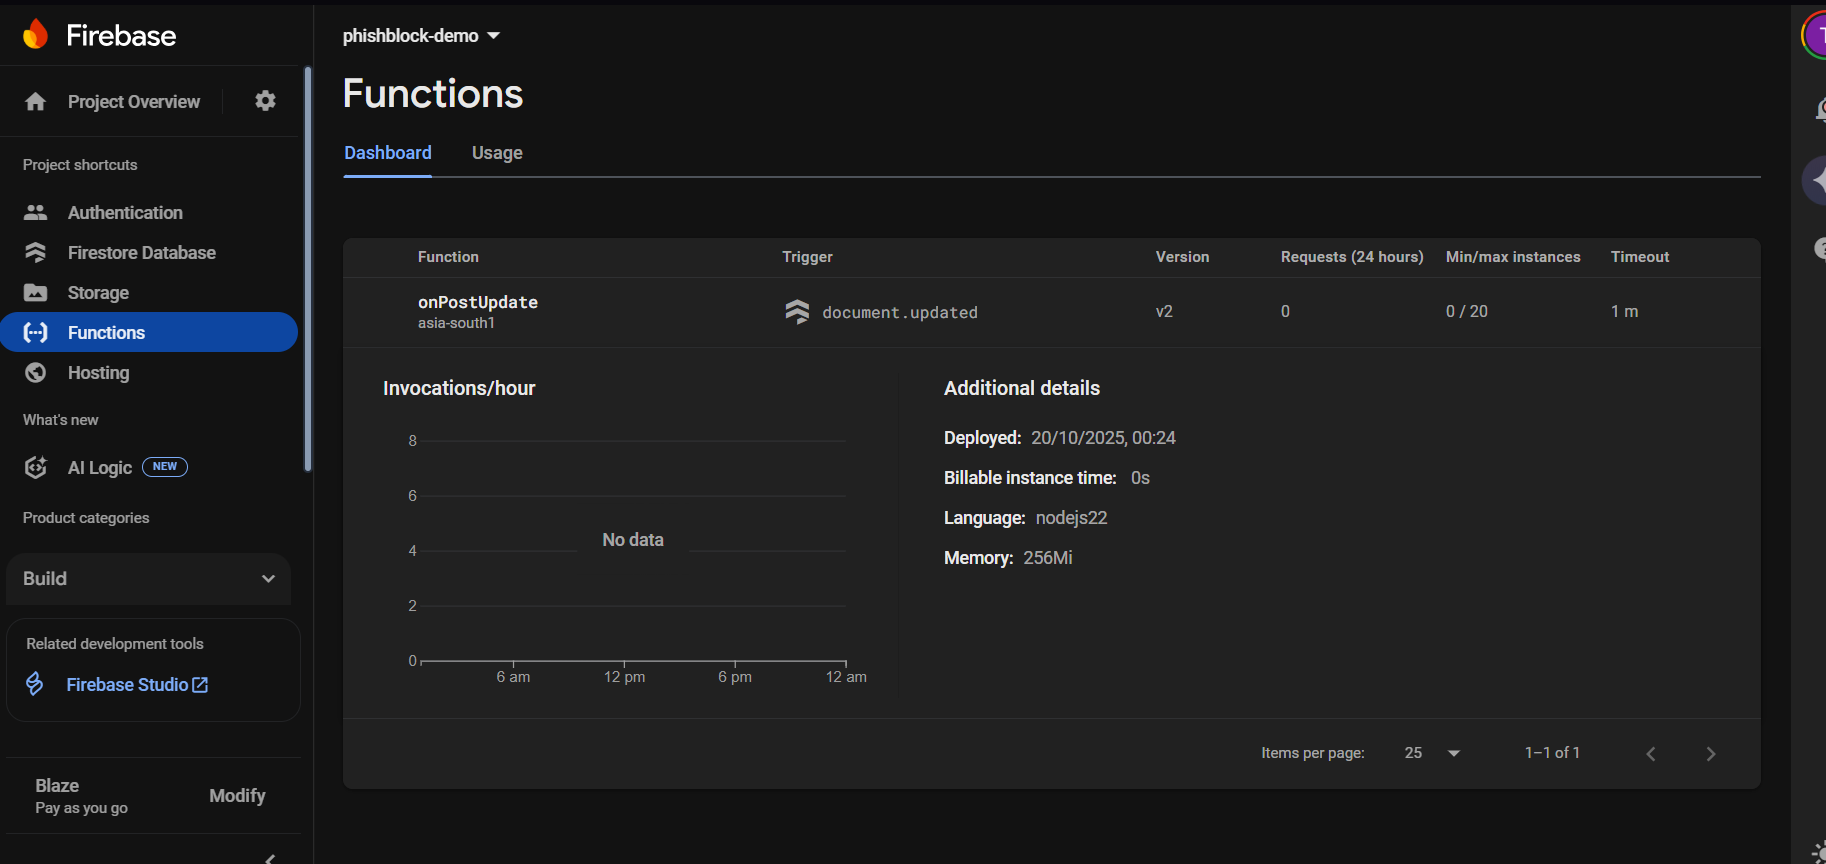 Firebase
Project Overview
Project shortcuts
Authentication
Firestore Database
Storage
Functions
Hosting
What's new
AI Logic NEW
Product categories
Build
Related development tools
Firebase Studio
Blaze
Pay as you go
Modify
phishblock-demo
Functions
Dashboard Usage
Function Trigger Version Requests (24 hours) Min/max instances Timeout
onPostUpdate document.updated v2 0 0 / 20 1 m
asia-south1
Invocations/hour
8
6
4
2
0
No data
6 am 12 pm 6 pm 12 am
Additional details
Deployed: 20/10/2025, 00:24
Billable instance time: 0s
Language: nodejs22
Memory: 256Mi
Items per page: 25 1–1 of 1